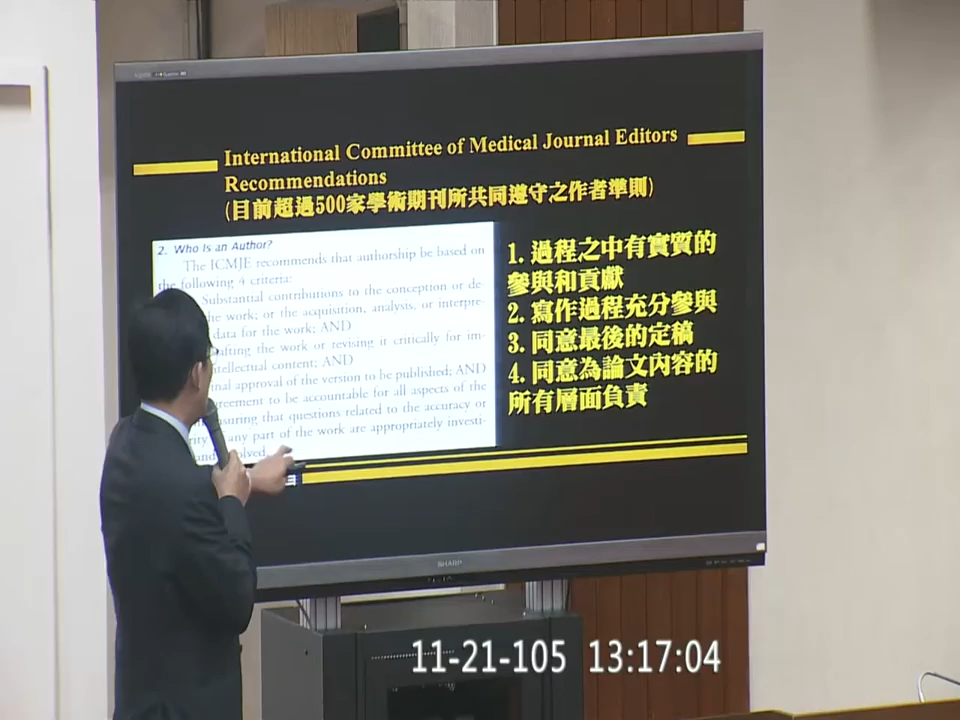 International Committee of Medical Journal Editors
Recommendations
(目前超過500家學術期刊所共同遵守之作者準則)
2. Who Is an Author?
The ICMJE recommends that authorship be based on
the following 4 criteria:
Substantial contributions to the conception or de-
the work; or the acquisition, analysis, or interpre-
data for the work; AND
afting the work or revising it critically for im-
intellectual content; AND
nal approval of the version to be published; AND
reement to be accountable for all aspects of the
suring that questions related to the accuracy or
rity any part of the work are appropriately investi-
and olved.
1. 過程之中有實質的
參與和貢獻
2. 寫作過程充分參與
3. 同意最後的定稿
4. 同意為論文內容的
所有層面負責
SHARP
11-21-105 13:17:04